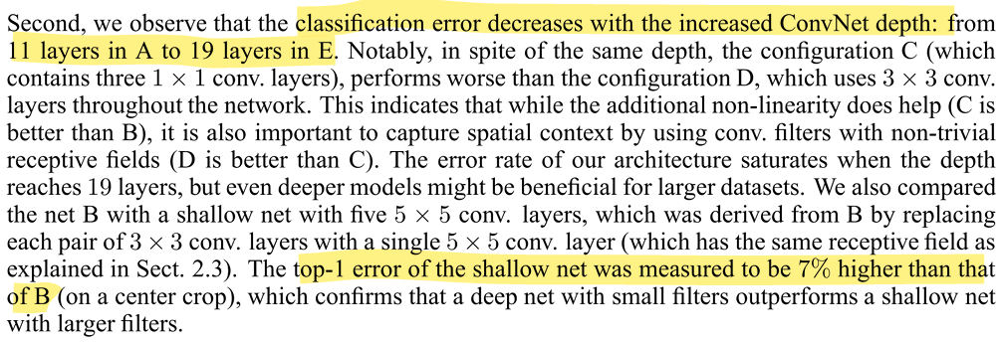 Second, we observe that the classification error decreases with the increased ConvNet depth: from
11 layers in A to 19 layers in E. Notably, in spite of the same depth, the configuration C (which
contains three 1 × 1 conv. layers), performs worse than the configuration D, which uses 3 × 3 conv.
layers throughout the network. This indicates that while the additional non-linearity does help (C is
better than B), it is also important to capture spatial context by using conv. filters with non-trivial
receptive fields (D is better than C). The error rate of our architecture saturates when the depth
reaches 19 layers, but even deeper models might be beneficial for larger datasets. We also compared
the net B with a shallow net with five 5 × 5 conv. layers, which was derived from B by replacing
each pair of 3 × 3 conv. layers with a single 5 × 5 conv. layer (which has the same receptive field as
explained in Sect. 2.3). The top-1 error of the shallow net was measured to be 7% higher than that
of B (on a center crop), which confirms that a deep net with small filters outperforms a shallow net
with larger filters.